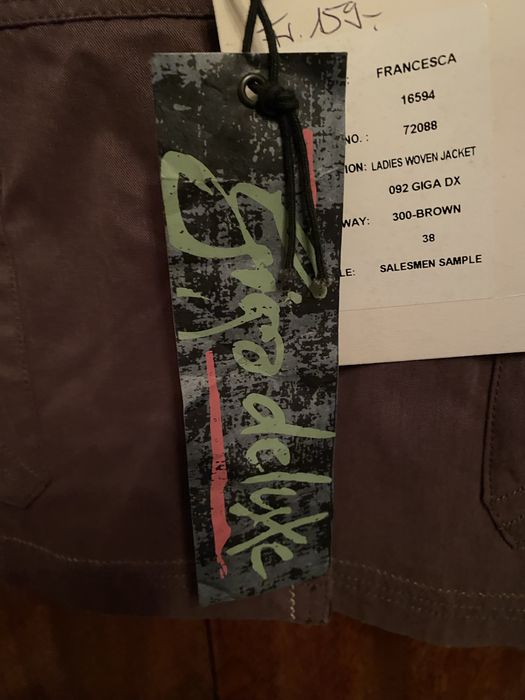 Fr. 159.-
FRANCESCA
16594
NO.: 72088
ION: LADIES WOVEN JACKET
092 GIGA DX
WAY: 300-BROWN
38
LE: SALESMEN SAMPLE
Giga de luxe